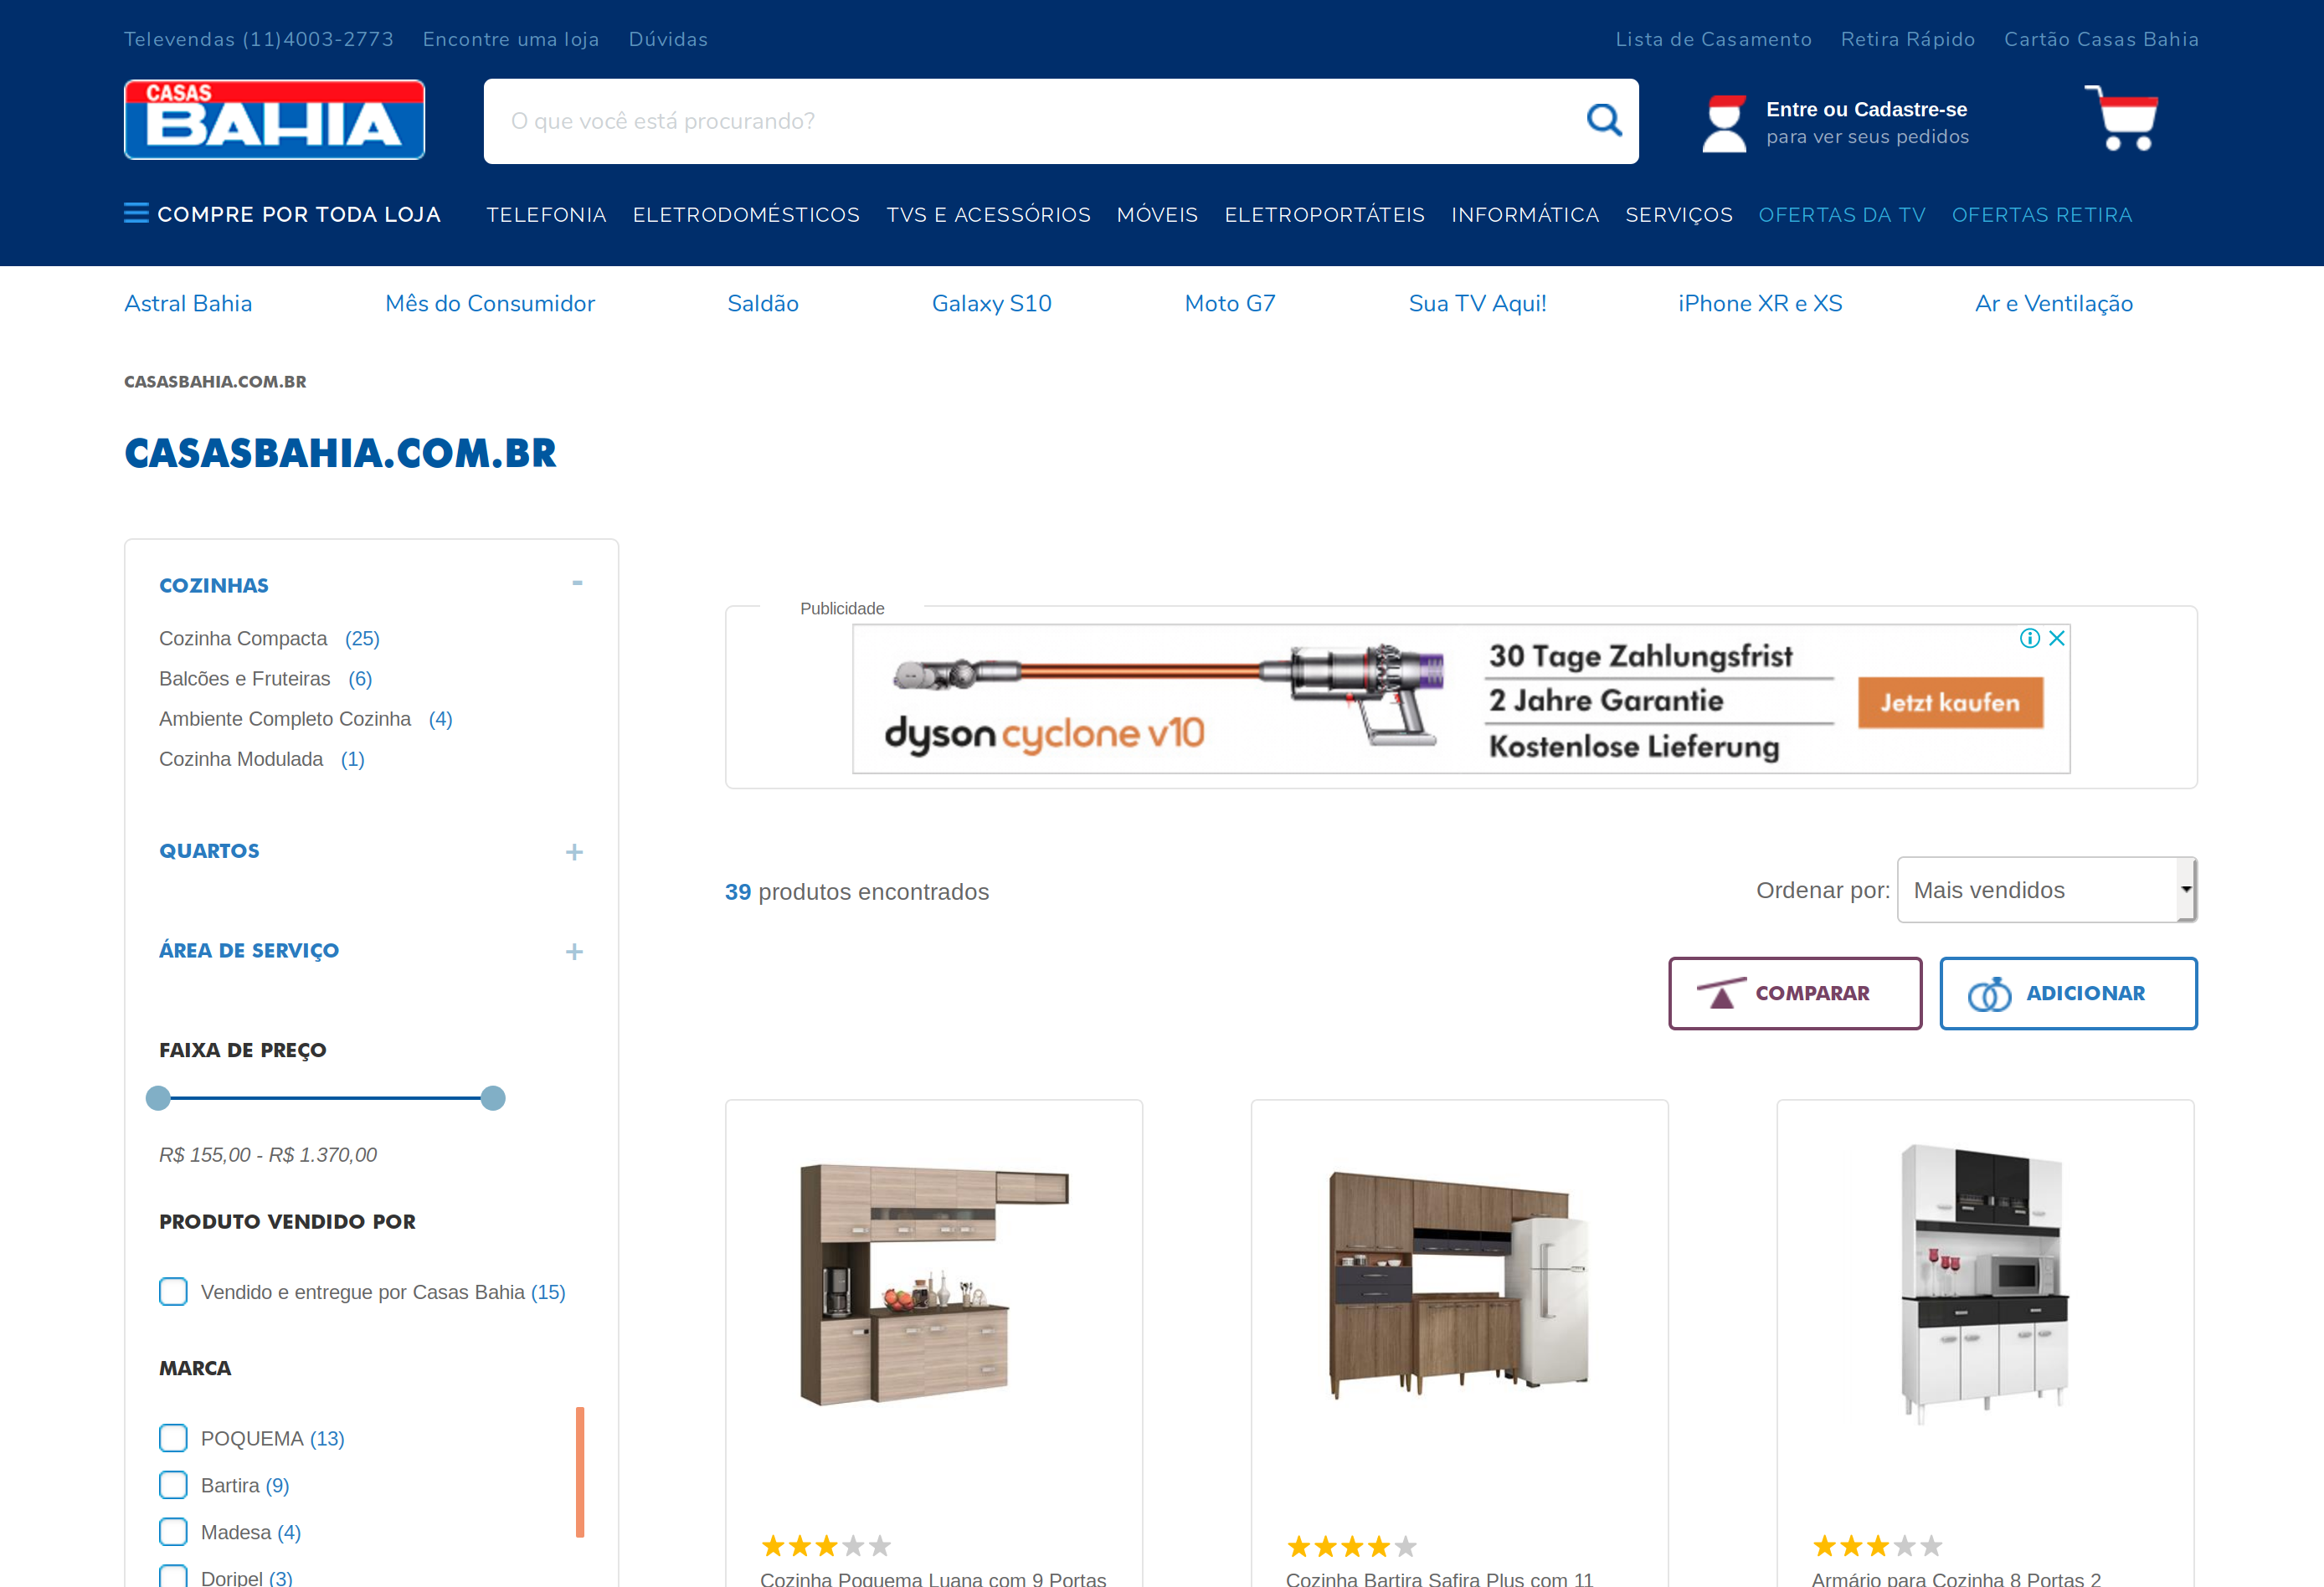 Televendas (11)4003-2773 Encontre uma loja Dúvidas Lista de Casamento Retira Rápido Cartão Casas Bahia
CASAS
BAHIA
O que você está procurando?
Entre ou Cadastre-se
para ver seus pedidos
COMPRE POR TODA LOJA TELEFONIA ELETRODOMÉSTICOS TVS E ACESSÓRIOS MÓVEIS ELETROPORTÁTEIS INFORMÁTICA SERVIÇOS OFERTAS DA TV OFERTAS RETIRA
Astral Bahia Mês do Consumidor Saldão Galaxy S10 Moto G7 Sua TV Aqui! iPhone XR e XS Ar e Ventilação
CASASBAHIA.COM.BR
CASASBAHIA.COM.BR
COZINHAS -
Cozinha Compacta (25)
Balcões e Fruteiras (6)
Ambiente Completo Cozinha (4)
Cozinha Modulada (1)
QUARTOS +
ÁREA DE SERVIÇO +
FAIXA DE PREÇO
R$ 155,00 - R$ 1.370,00
PRODUTO VENDIDO POR
Vendido e entregue por Casas Bahia (15)
MARCA
POQUEMA (13)
Bartira (9)
Madesa (4)
Doripel (3)
Publicidade
dyson cyclone v10
30 Tage Zahlungsfrist
2 Jahre Garantie
Kostenlose Lieferung
Jetzt kaufen
39 produtos encontrados
Ordenar por: Mais vendidos
COMPARAR
ADICIONAR
Cozinha Poquema Luana com 9 Portas
Cozinha Bartira Safira Plus com 11
Armário para Cozinha 8 Portas 2